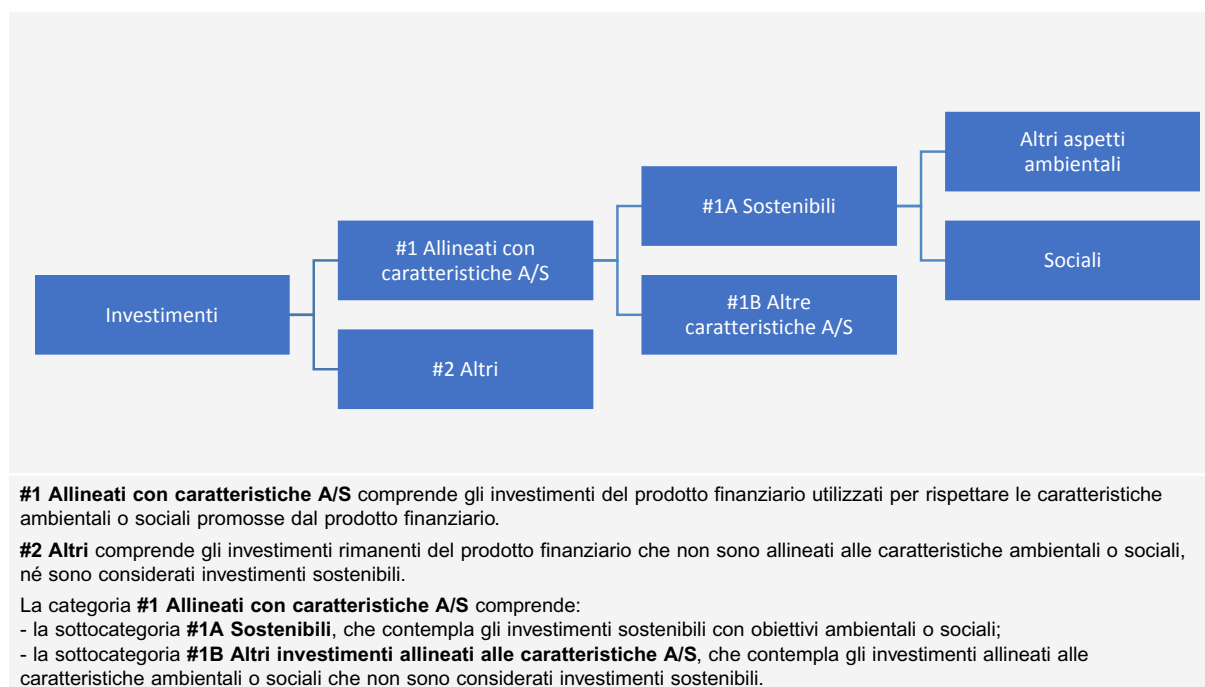 Altri aspetti
ambientali
#1A Sostenibili
#1 Allineati con
caratteristiche A/S
Sociali
Investimenti
#1B Altre
caratteristiche A/S
#2 Altri
#1 Allineati con caratteristiche A/S comprende gli investimenti del prodotto finanziario utilizzati per rispettare le caratteristiche
ambientali o sociali promosse dal prodotto finanziario.
#2 Altri comprende gli investimenti rimanenti del prodotto finanziario che non sono allineati alle caratteristiche ambientali o sociali,
né sono considerati investimenti sostenibili.
La categoria #1 Allineati con caratteristiche A/S comprende:
- la sottocategoria #1A Sostenibili, che contempla gli investimenti sostenibili con obiettivi ambientali o sociali;
- la sottocategoria #1B Altri investimenti allineati alle caratteristiche A/S, che contempla gli investimenti allineati alle
caratteristiche ambientali o sociali che non sono considerati investimenti sostenibili.